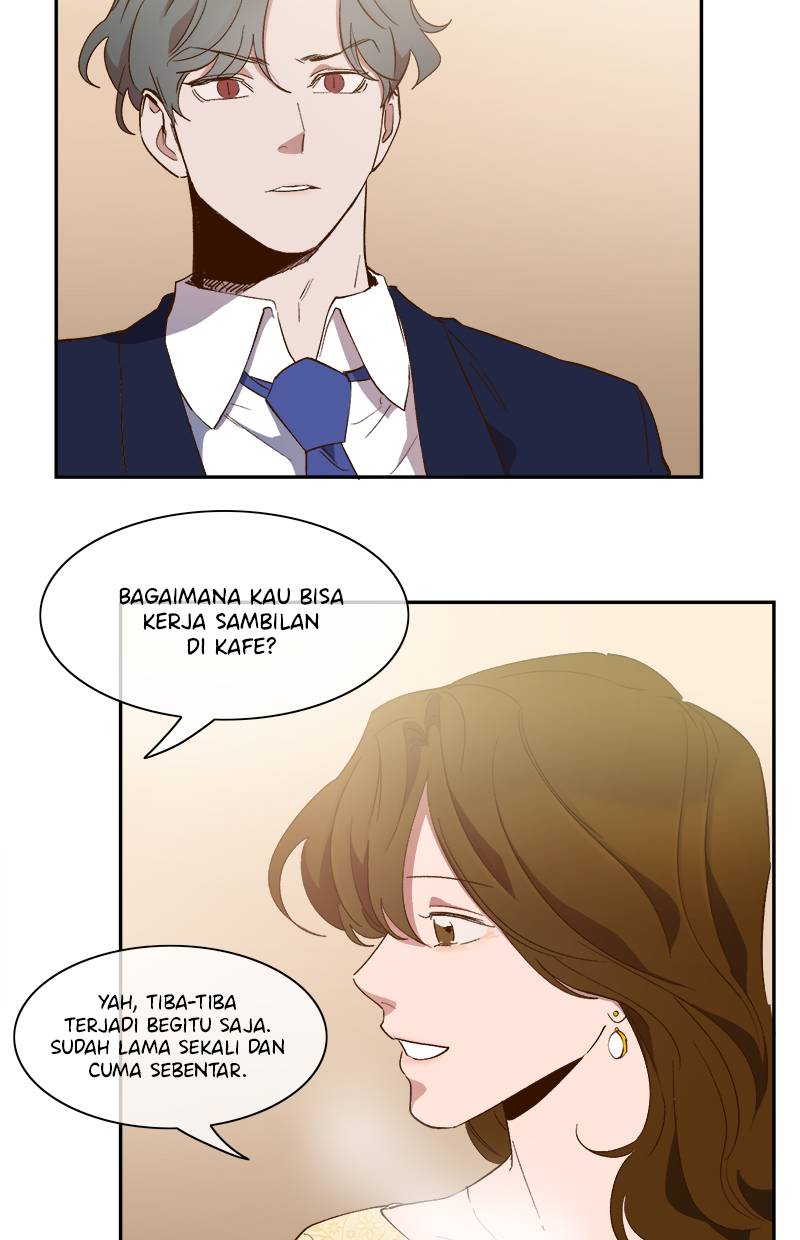 BAGAIMANA KAU BISA
KERJA SAMBILAN
DI KAFE?
YAH, TIBA-TIBA
TERJADI BEGITU SAJA.
SUDAH LAMA SEKALI DAN
CUMA SEBENTAR.